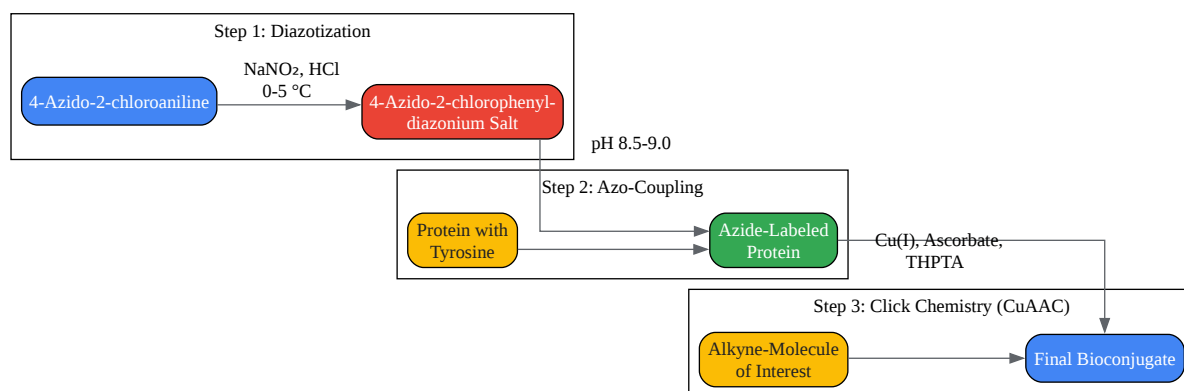 Step 1: Diazotization
NaNO₂, HCl
0-5 °C
4-Azido-2-chloroaniline
4-Azido-2-chlorophenyl-
diazonium Salt
pH 8.5-9.0
Step 2: Azo-Coupling
Protein with
Tyrosine
Azide-Labeled
Protein
Cu(I), Ascorbate,
THPTA
Step 3: Click Chemistry (CuAAC)
Alkyne-Molecule
of Interest
Final Bioconjugate